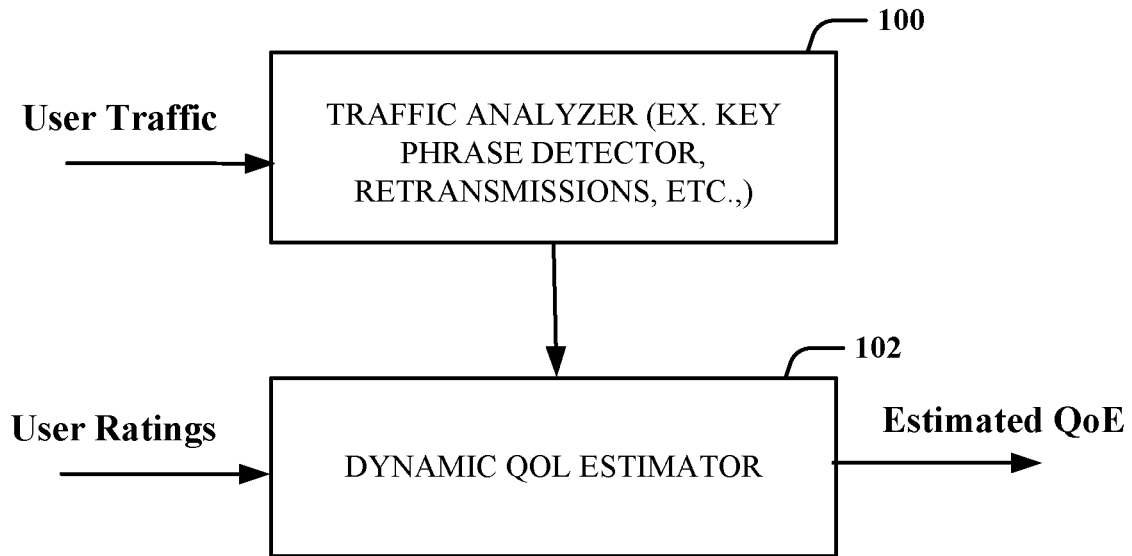 100
User Traffic
TRAFFIC ANALYZER (EX. KEY
PHRASE DETECTOR,
RETRANSMISSIONS, ETC.,)
102
User Ratings
DYNAMIC QOL ESTIMATOR
Estimated QoE